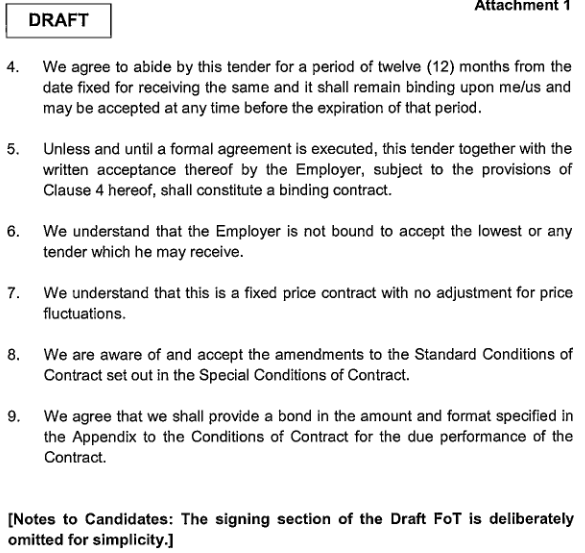 Attachment 1
DRAFT
4. We agree to abide by this tender for a period of twelve (12) months from the
date fixed for receiving the same and it shall remain binding upon me/us and
may be accepted at any time before the expiration of that period.
5. Unless and until a formal agreement is executed, this tender together with the
written acceptance thereof by the Employer, subject to the provisions of
Clause 4 hereof, shall constitute a binding contract.
6. We understand that the Employer is not bound to accept the lowest or any
tender which he may receive.
7. We understand that this is a fixed price contract with no adjustment for price
fluctuations.
8. We are aware of and accept the amendments to the Standard Conditions of
Contract set out in the Special Conditions of Contract.
9. We agree that we shall provide a bond in the amount and format specified in
the Appendix to the Conditions of Contract for the due performance of the
Contract.
[Notes to Candidates: The signing section of the Draft FoT is deliberately
omitted for simplicity.]